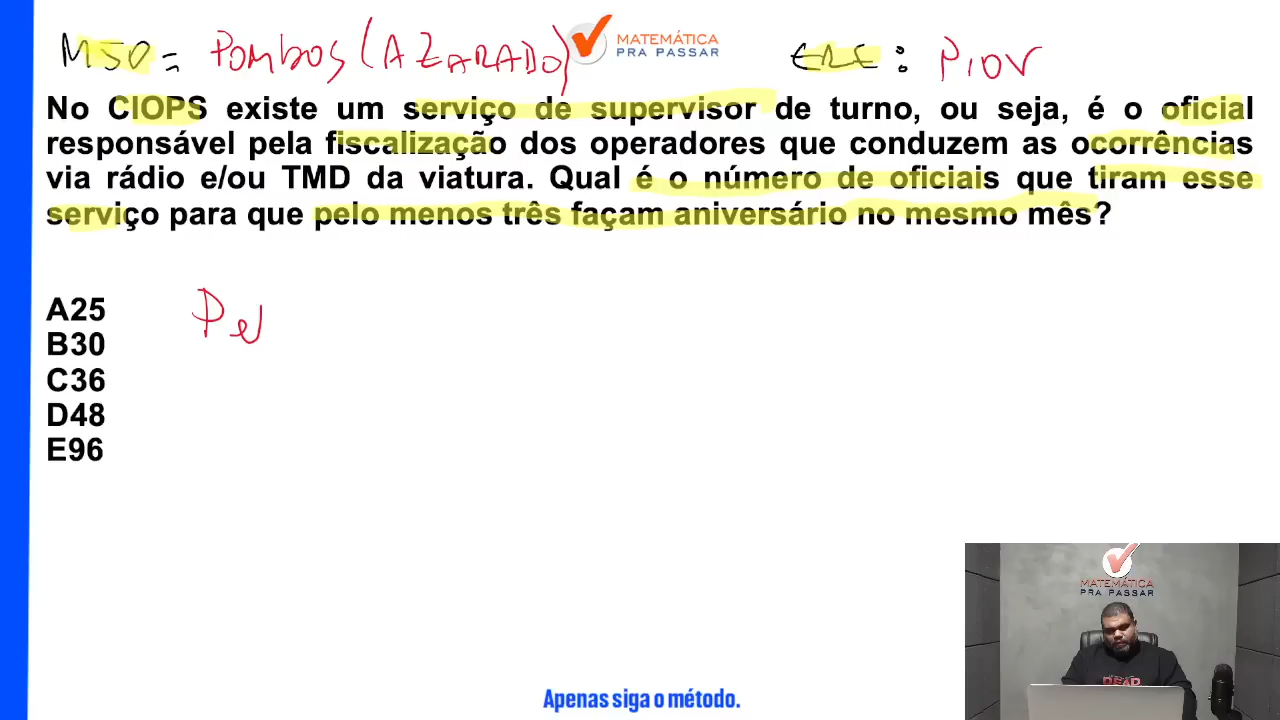 M50 = Pombos (AZARADO)
MATEMÁTICA
PRA PASSAR
: Pior
No CIOPS existe um serviço de supervisor de turno, ou seja, é o oficial
responsável pela fiscalização dos operadores que conduzem as ocorrências
via rádio e/ou TMD da viatura. Qual é o número de oficiais que tiram esse
serviço para que pelo menos três façam aniversário no mesmo mês?
A25
B30
C36
D48
E96
Pel
MATEMÁTICA
PRA PASSAR
DEAD
Apenas siga o método.